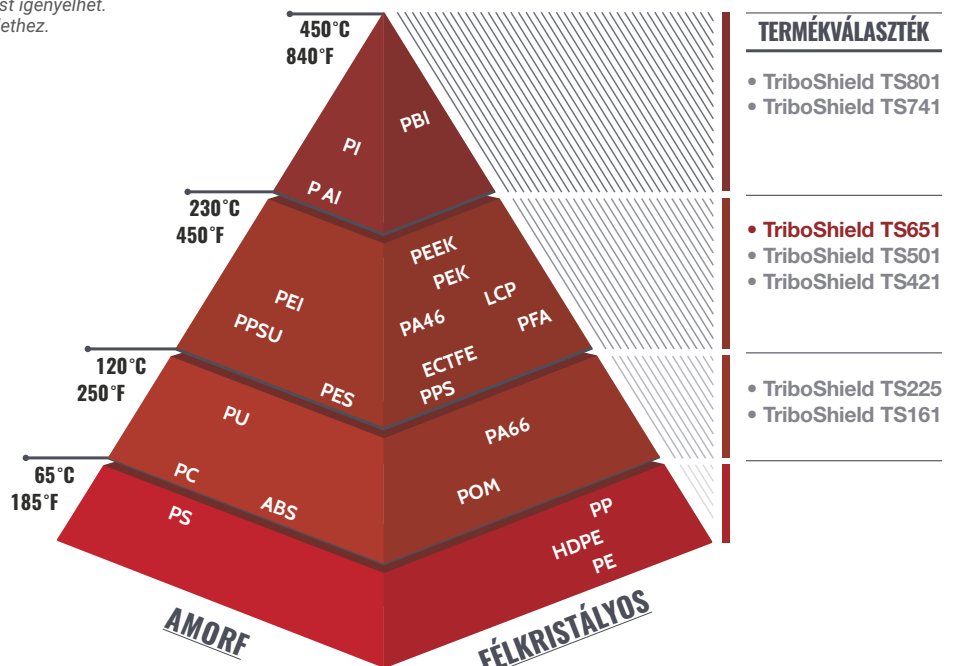 st igényelhet.
lethez.
450°C
840°F
TERMÉKVÁLASZTÉK
• TriboShield TS801
• TriboShield TS741
PBI
PI
PAI
230°C
450°F
• TriboShield TS651
• TriboShield TS501
• TriboShield TS421
PEEK
PEK
LCP
PEI
PA46
PFA
PPSU
ECTFE
PPS
PES
120°C
250°F
• TriboShield TS225
• TriboShield TS161
PU
PA66
PC
POM
ABS
65°C
185°F
PS
PP
HDPE
PE
AMORF
FÉLKRISTÁLYOS